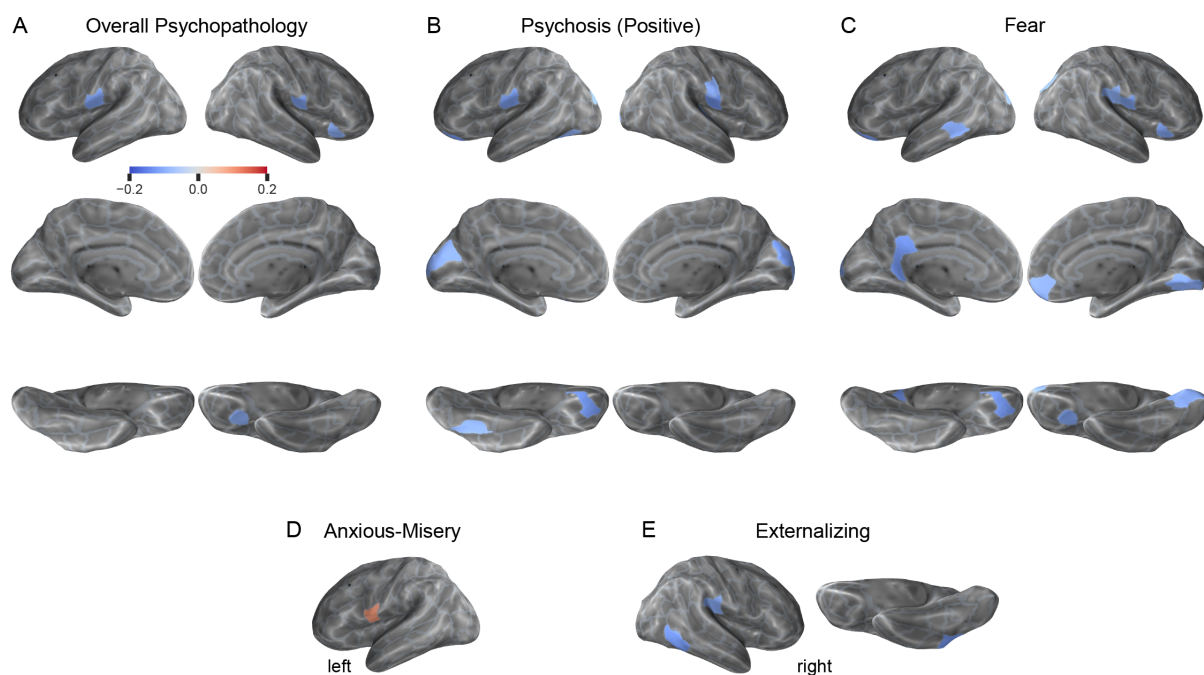 A Overall Psychopathology
B Psychosis (Positive)
C Fear
−0.2 0.0 0.2
D Anxious-Misery
E Externalizing
left
right